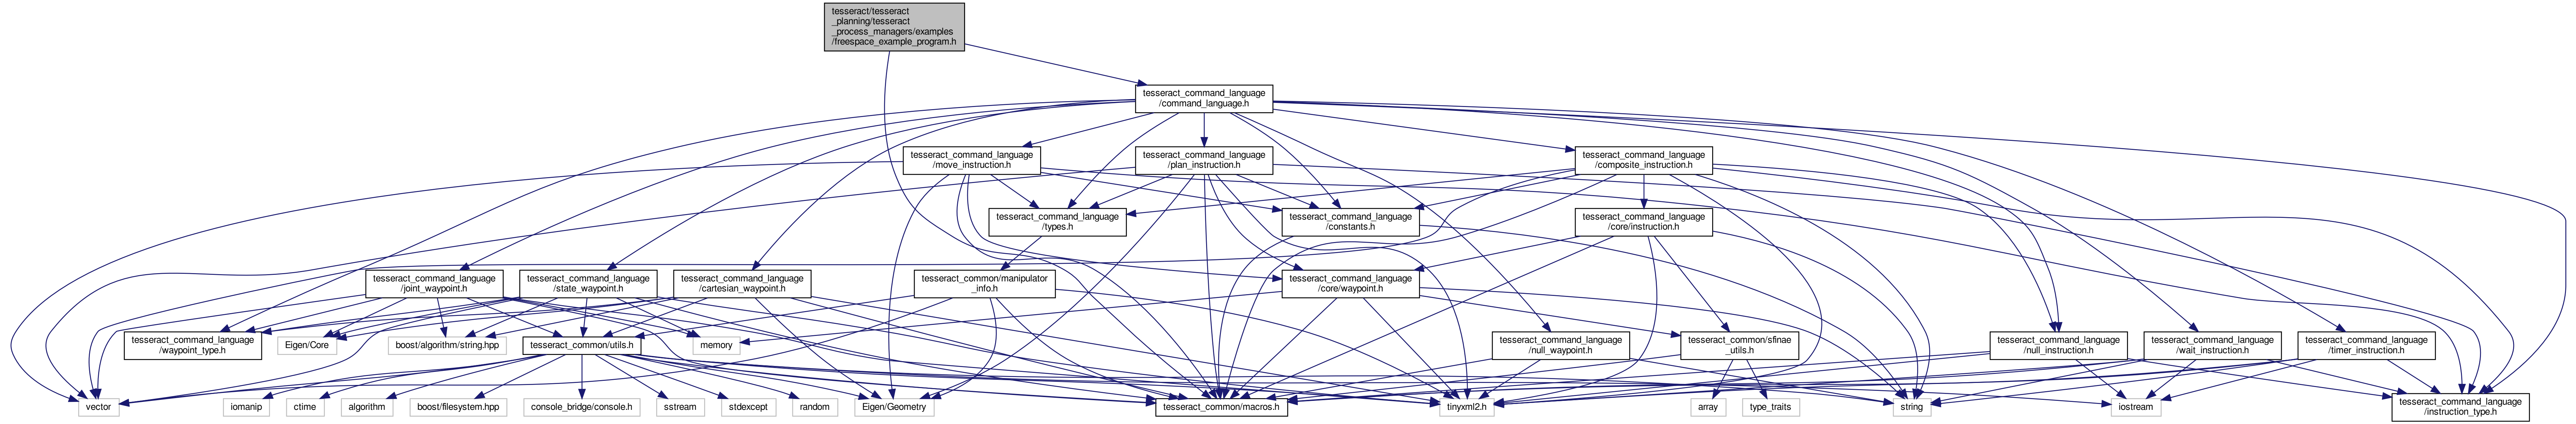 tesseract/tesseract
_planning/tesseract
_process_managers/examples
/freespace_example_program.h
tesseract_command_language
/command_language.h
tesseract_command_language
/move_instruction.h
tesseract_command_language
/plan_instruction.h
tesseract_command_language
/composite_instruction.h
tesseract_command_language
/types.h
tesseract_command_language
/constants.h
tesseract_command_language
/core/instruction.h
tesseract_command_language
/joint_waypoint.h
tesseract_command_language
/state_waypoint.h
tesseract_command_language
/cartesian_waypoint.h
tesseract_common/manipulator
_info.h
tesseract_command_language
/core/waypoint.h
tesseract_command_language
/waypoint_type.h
Eigen/Core
boost/algorithm/string.hpp
tesseract_common/utils.h
memory
tesseract_command_language
/null_waypoint.h
tesseract_common/sfinae
_utils.h
tesseract_command_language
/null_instruction.h
tesseract_command_language
/wait_instruction.h
tesseract_command_language
/timer_instruction.h
vector
iomanip
ctime
algorithm
boost/filesystem.hpp
console_bridge/console.h
sstream
stdexcept
random
Eigen/Geometry
tesseract_common/macros.h
tinyxml2.h
array
type_traits
string
iostream
tesseract_command_language
/instruction_type.h